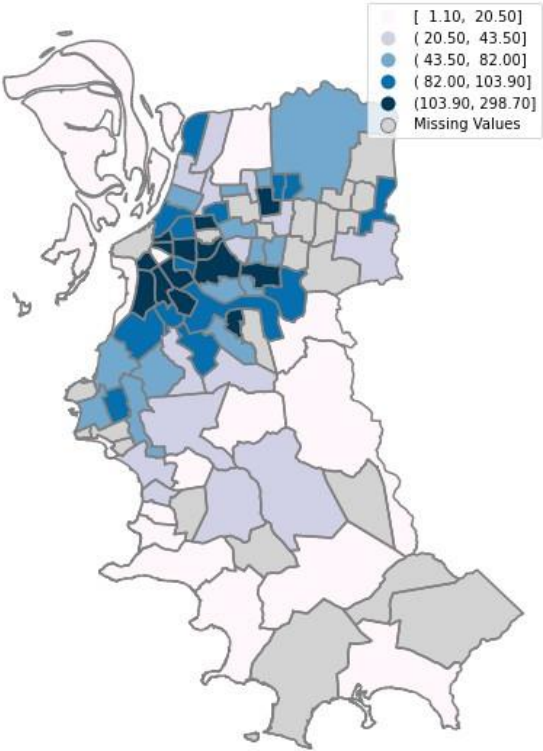 [ 1.10, 20.50]
( 20.50, 43.50]
( 43.50, 82.00]
( 82.00, 103.90]
(103.90, 298.70]
Missing Values